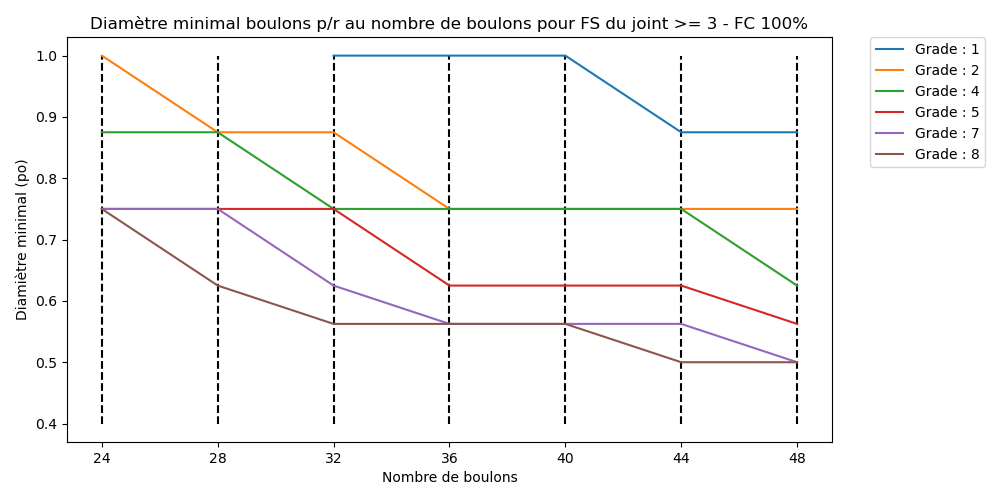 Diamètre minimal boulons p/r au nombre de boulons pour FS du joint >= 3 - FC 100%
Grade : 1
Grade : 2
Grade : 4
Grade : 5
Grade : 7
Grade : 8
Diamiètre minimal (po)
1.0
0.9
0.8
0.7
0.6
0.5
0.4
24 28 32 36 40 44 48
Nombre de boulons